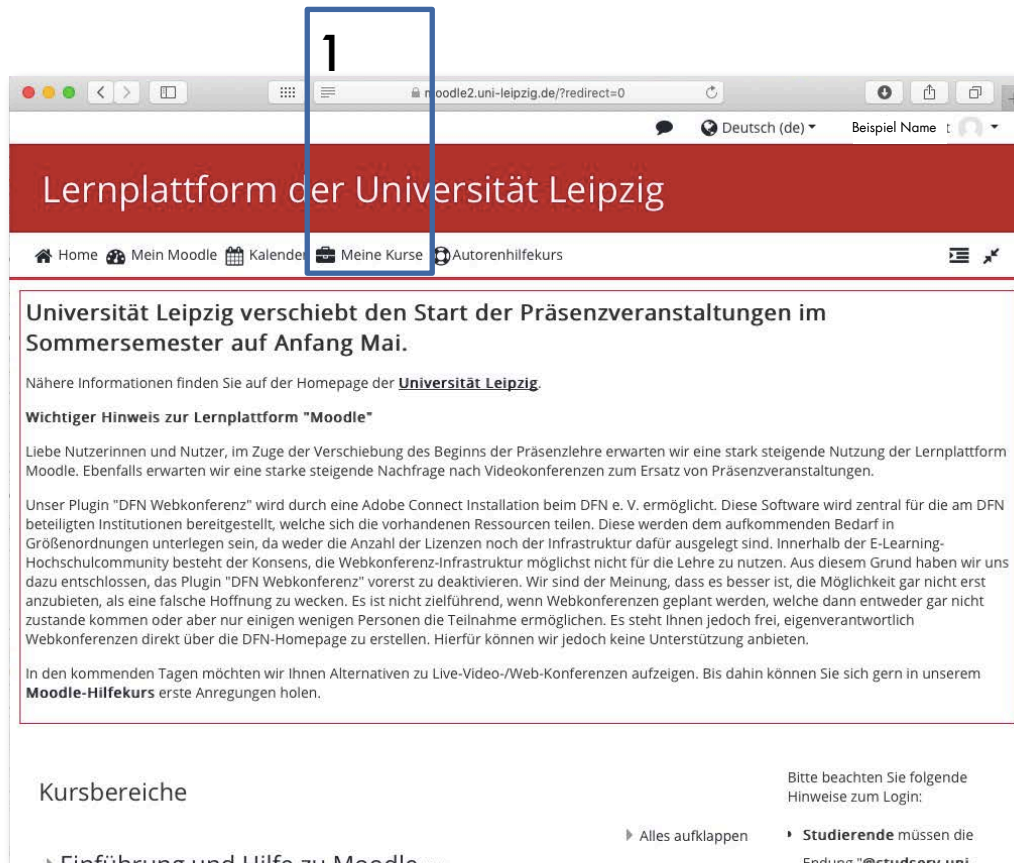 1
moodle2.uni-leipzig.de/?redirect=0
Deutsch (de) Beispiel Name t
Lernplattform der Universität Leipzig
Home Mein Moodle Kalender Meine Kurse Autorenhilfekurs
Universität Leipzig verschiebt den Start der Präsenzveranstaltungen im
Sommersemester auf Anfang Mai.
Nähere Informationen finden Sie auf der Homepage der Universität Leipzig.
Wichtiger Hinweis zur Lernplattform "Moodle"
Liebe Nutzerinnen und Nutzer, im Zuge der Verschiebung des Beginns der Präsenzlehre erwarten wir eine stark steigende Nutzung der Lernplattform
Moodle. Ebenfalls erwarten wir eine starke steigende Nachfrage nach Videokonferenzen zum Ersatz von Präsenzveranstaltungen.
Unser Plugin "DFN Webkonferenz" wird durch eine Adobe Connect Installation beim DFN e. V. ermöglicht. Diese Software wird zentral für die am DFN
beteiligten Institutionen bereitgestellt, welche sich die vorhandenen Ressourcen teilen. Diese werden dem aufkommenden Bedarf in
Größenordnungen unterlegen sein, da weder die Anzahl der Lizenzen noch der Infrastruktur dafür ausgelegt sind. Innerhalb der E-Learning-
Hochschulcommunity besteht der Konsens, die Webkonferenz-Infrastruktur möglichst nicht für die Lehre zu nutzen. Aus diesem Grund haben wir uns
dazu entschlossen, das Plugin "DFN Webkonferenz" vorerst zu deaktivieren. Wir sind der Meinung, dass es besser ist, die Möglichkeit gar nicht erst
anzubieten, als eine falsche Hoffnung zu wecken. Es ist nicht zielführend, wenn Webkonferenzen geplant werden, welche dann entweder gar nicht
zustande kommen oder aber nur einigen wenigen Personen die Teilnahme ermöglichen. Es steht Ihnen jedoch frei, eigenverantwortlich
Webkonferenzen direkt über die DFN-Homepage zu erstellen. Hierfür können wir jedoch keine Unterstützung anbieten.
In den kommenden Tagen möchten wir Ihnen Alternativen zu Live-Video-/Web-Konferenzen aufzeigen. Bis dahin können Sie sich gern in unserem
Moodle-Hilfekurs erste Anregungen holen.
Kursbereiche
Alles aufklappen
Einführung und Hilfe zu Moodle
Bitte beachten Sie folgende
Hinweise zum Login:
Studierende müssen die
Endung "@studserv.uni-